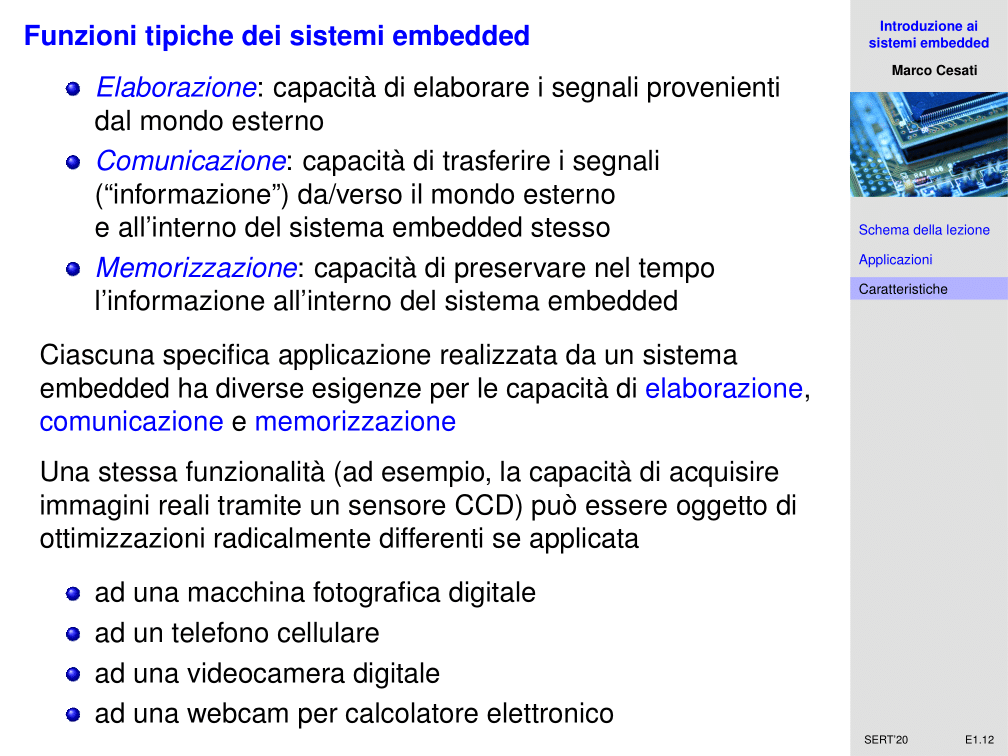 Funzioni tipiche dei sistemi embedded
Elaborazione: capacità di elaborare i segnali provenienti
dal mondo esterno
Comunicazione: capacità di trasferire i segnali
(“informazione”) da/verso il mondo esterno
e all’interno del sistema embedded stesso
Memorizzazione: capacità di preservare nel tempo
l’informazione all’interno del sistema embedded
Ciascuna specifica applicazione realizzata da un sistema
embedded ha diverse esigenze per le capacità di elaborazione,
comunicazione e memorizzazione
Una stessa funzionalità (ad esempio, la capacità di acquisire
immagini reali tramite un sensore CCD) può essere oggetto di
ottimizzazioni radicalmente differenti se applicata
ad una macchina fotografica digitale
ad un telefono cellulare
ad una videocamera digitale
ad una webcam per calcolatore elettronico
Introduzione ai
sistemi embedded
Marco Cesati
R47 R46
Schema della lezione
Applicazioni
Caratteristiche
SERT’20 E1.12